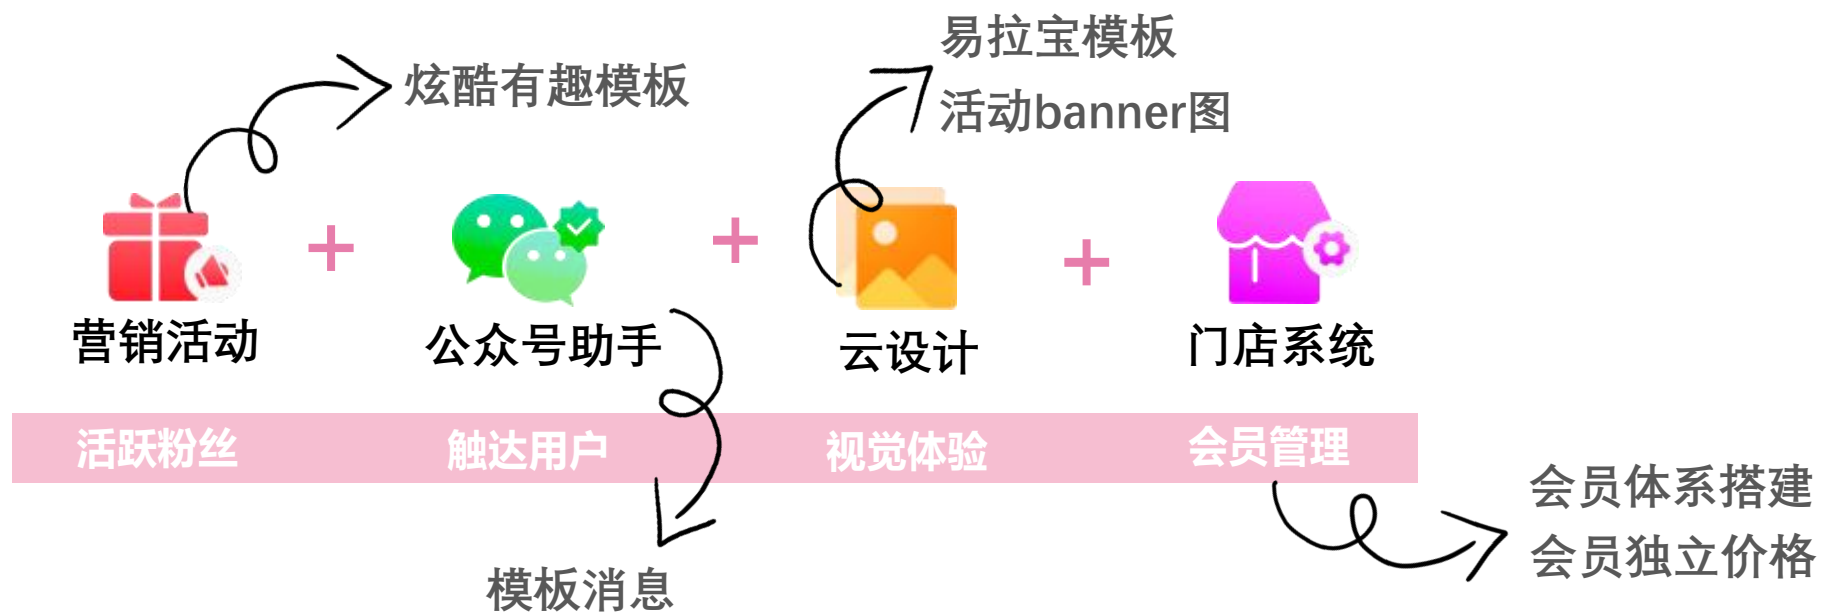 易拉宝模板
炫酷有趣模板
活动banner图
营销活动
公众号助手
云设计
门店系统
活跃粉丝
触达用户
视觉体验
会员管理
会员体系搭建
会员独立价格
模板消息